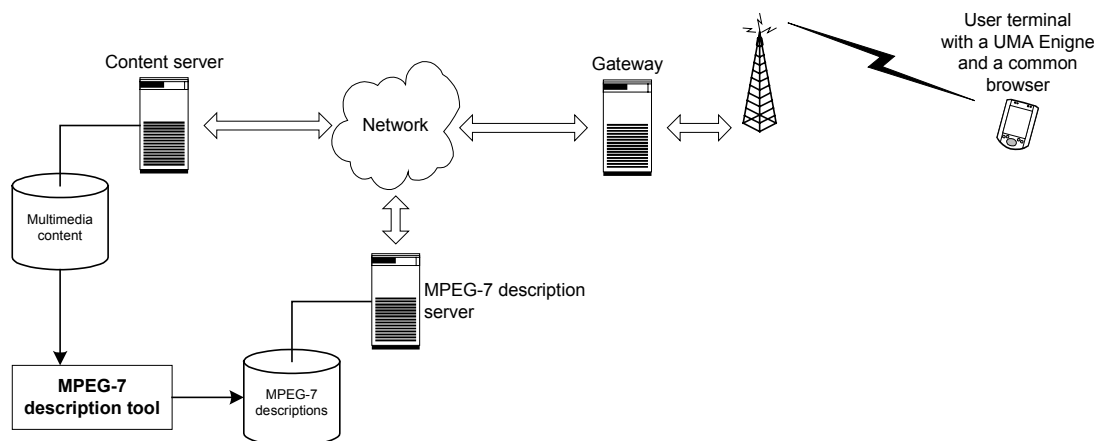 Content server
Network
Gateway
User terminal
with a UMA Enigne
and a common
browser
Multimedia
content
MPEG-7 description
server
MPEG-7
description tool
MPEG-7
descriptions